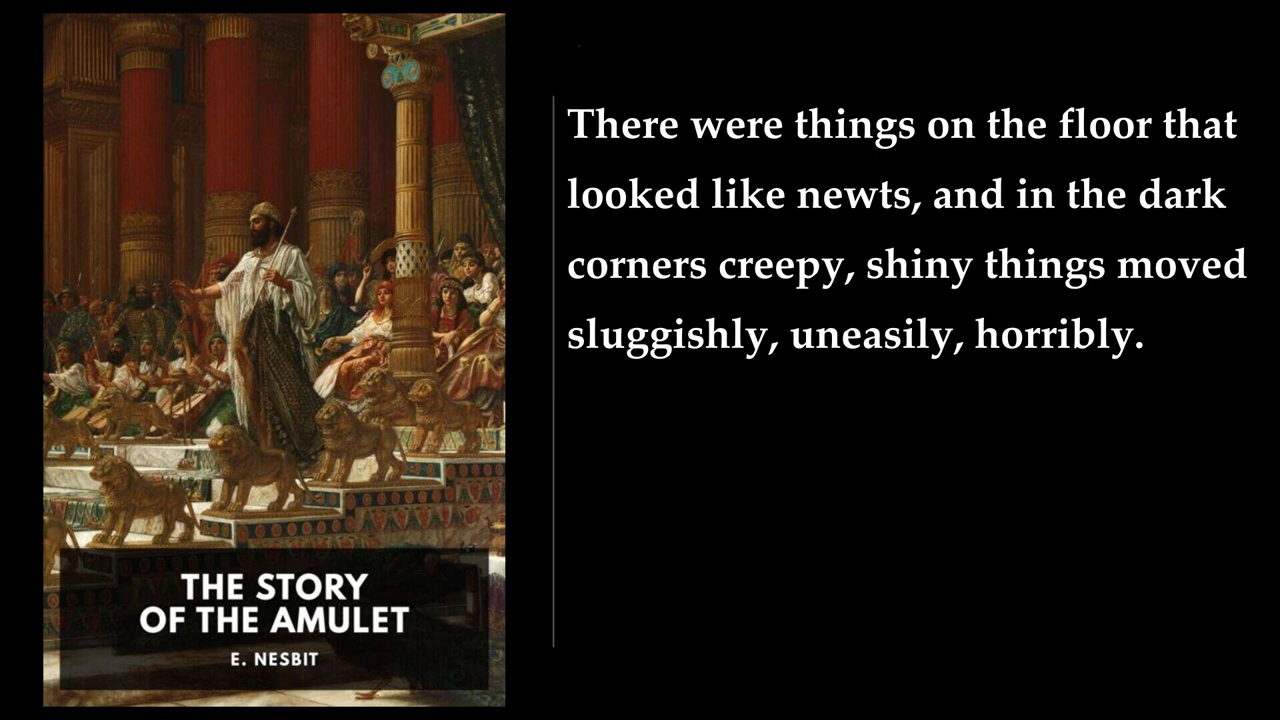 There were things on the floor that
looked like newts, and in the dark
corners creepy, shiny things moved
sluggishly, uneasily, horribly.
THE STORY
OF THE AMULET
E. NESBIT